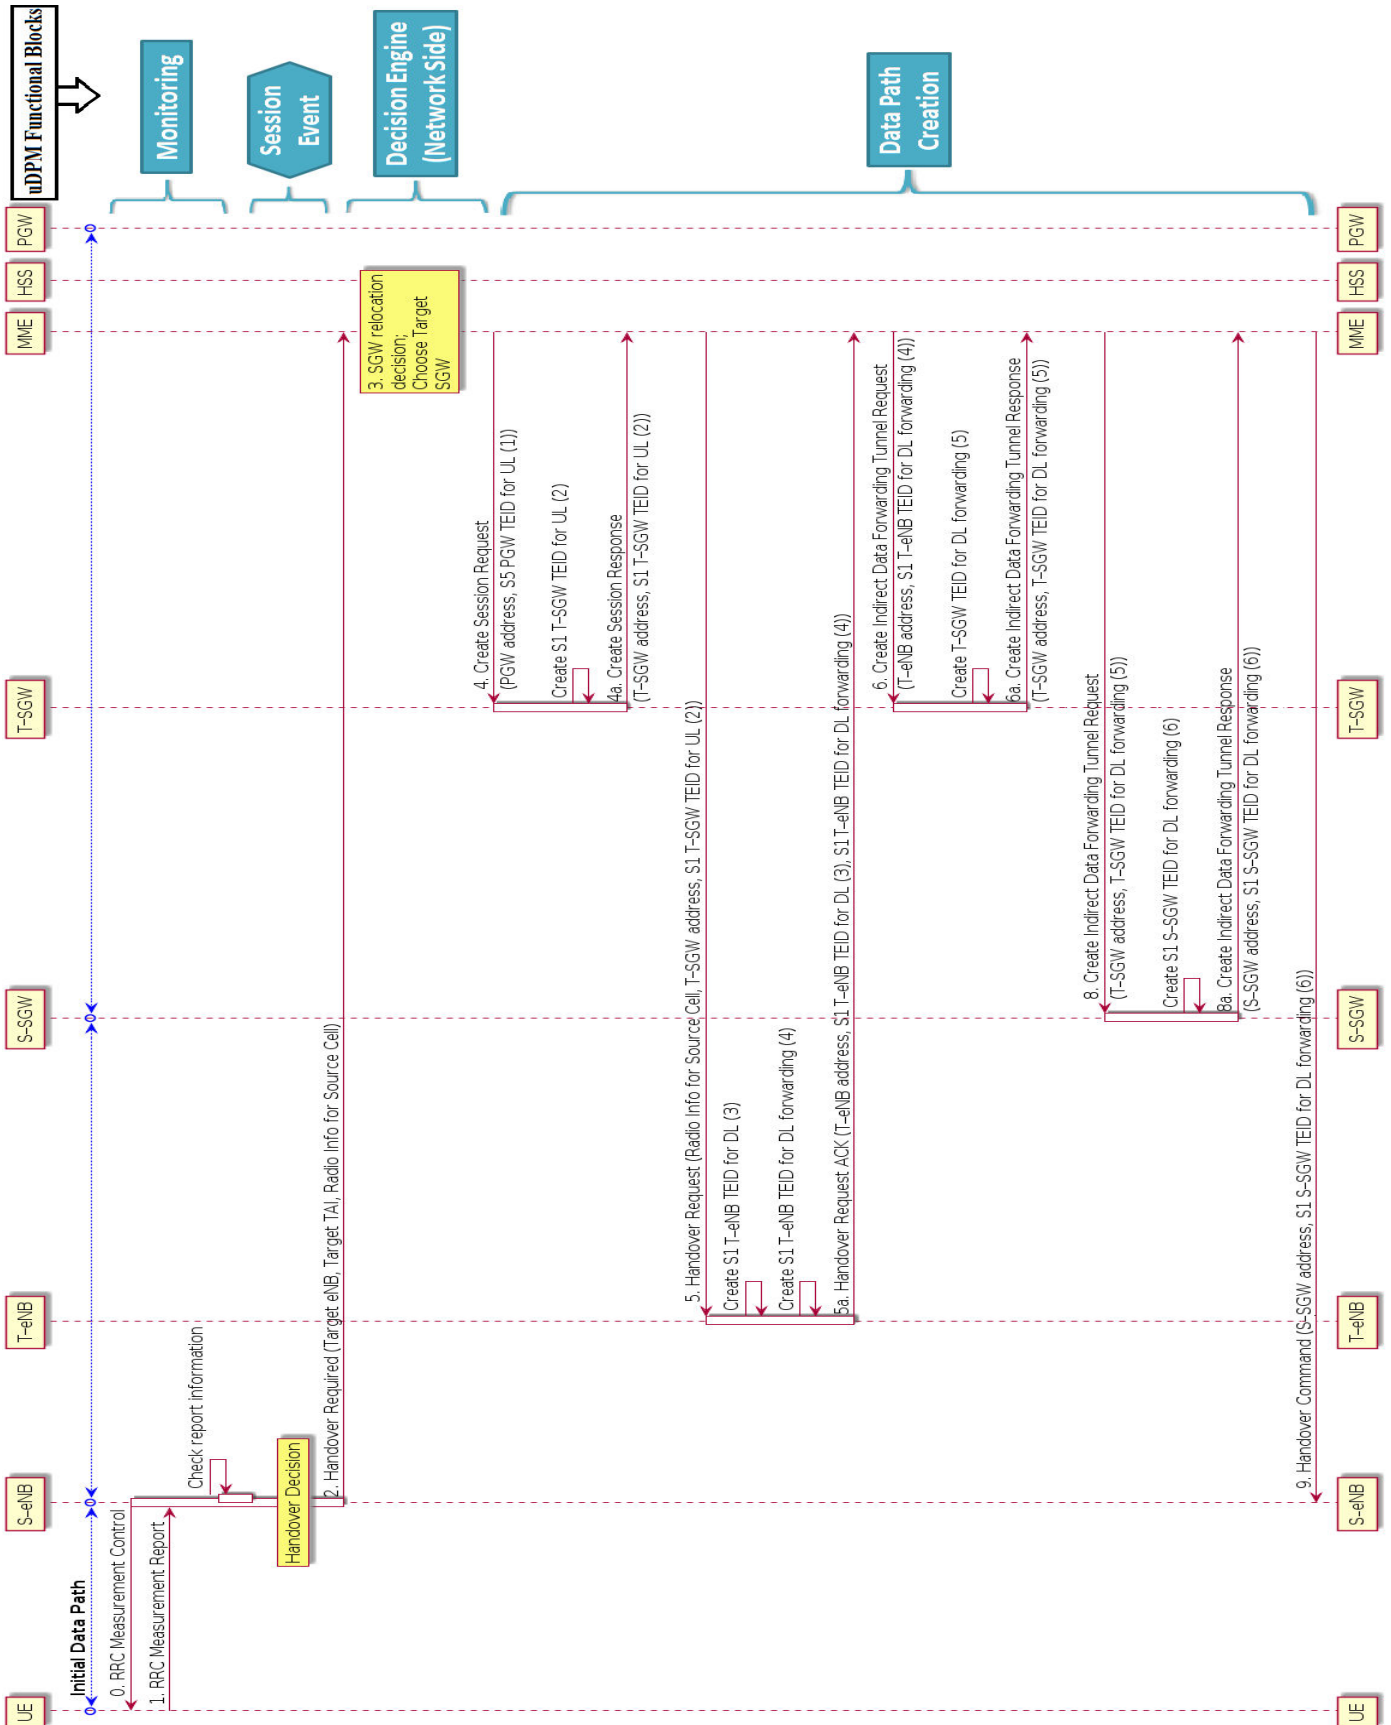 uDPM Functional Blocks
UE
S-eNB
T-eNB
S-SGW
T-SGW
MME
HSS
PGW
Initial Data Path
0. RRC Measurement Control
1. RRC Measurement Report
Check report information
Monitoring
Handover Decision
Session
Event
2. Handover Required (Target eNB, Target TAI, Radio Info for Source Cell)
3. SGW relocation
decision;
Choose Target
SGW
Decision Engine
(Network Side)
4. Create Session Request
(PGW address, S5 PGW TEID for UL (1))
Create S1 T-SGW TEID for UL (2)
4a. Create Session Response
(T-SGW address, S1 T-SGW TEID for UL (2))
5. Handover Request (Radio Info for Source Cell, T-SGW address, S1 T-SGW TEID for UL (2))
Create S1 T-eNB TEID for DL (3)
Create S1 T-eNB TEID for DL forwarding (4)
5a. Handover Request ACK (T-eNB address, S1 T-eNB TEID for DL (3), S1 T-eNB TEID for DL forwarding (4))
6. Create Indirect Data Forwarding Tunnel Request
(T-eNB address, S1 T-eNB TEID for DL forwarding (4))
Data Path
Creation
Create T-SGW TEID for DL forwarding (5)
6a. Create Indirect Data Forwarding Tunnel Response
(T-SGW address, T-SGW TEID for DL forwarding (5))
8. Create Indirect Data Forwarding Tunnel Request
(T-SGW address, T-SGW TEID for DL forwarding (5))
Create S1 S-SGW TEID for DL forwarding (6)
8a. Create Indirect Data Forwarding Tunnel Response
(S-SGW address, S1 S-SGW TEID for DL forwarding (6))
9. Handover Command (S-SGW address, S1 S-SGW TEID for DL forwarding (6))
UE
S-eNB
T-eNB
S-SGW
T-SGW
MME
HSS
PGW